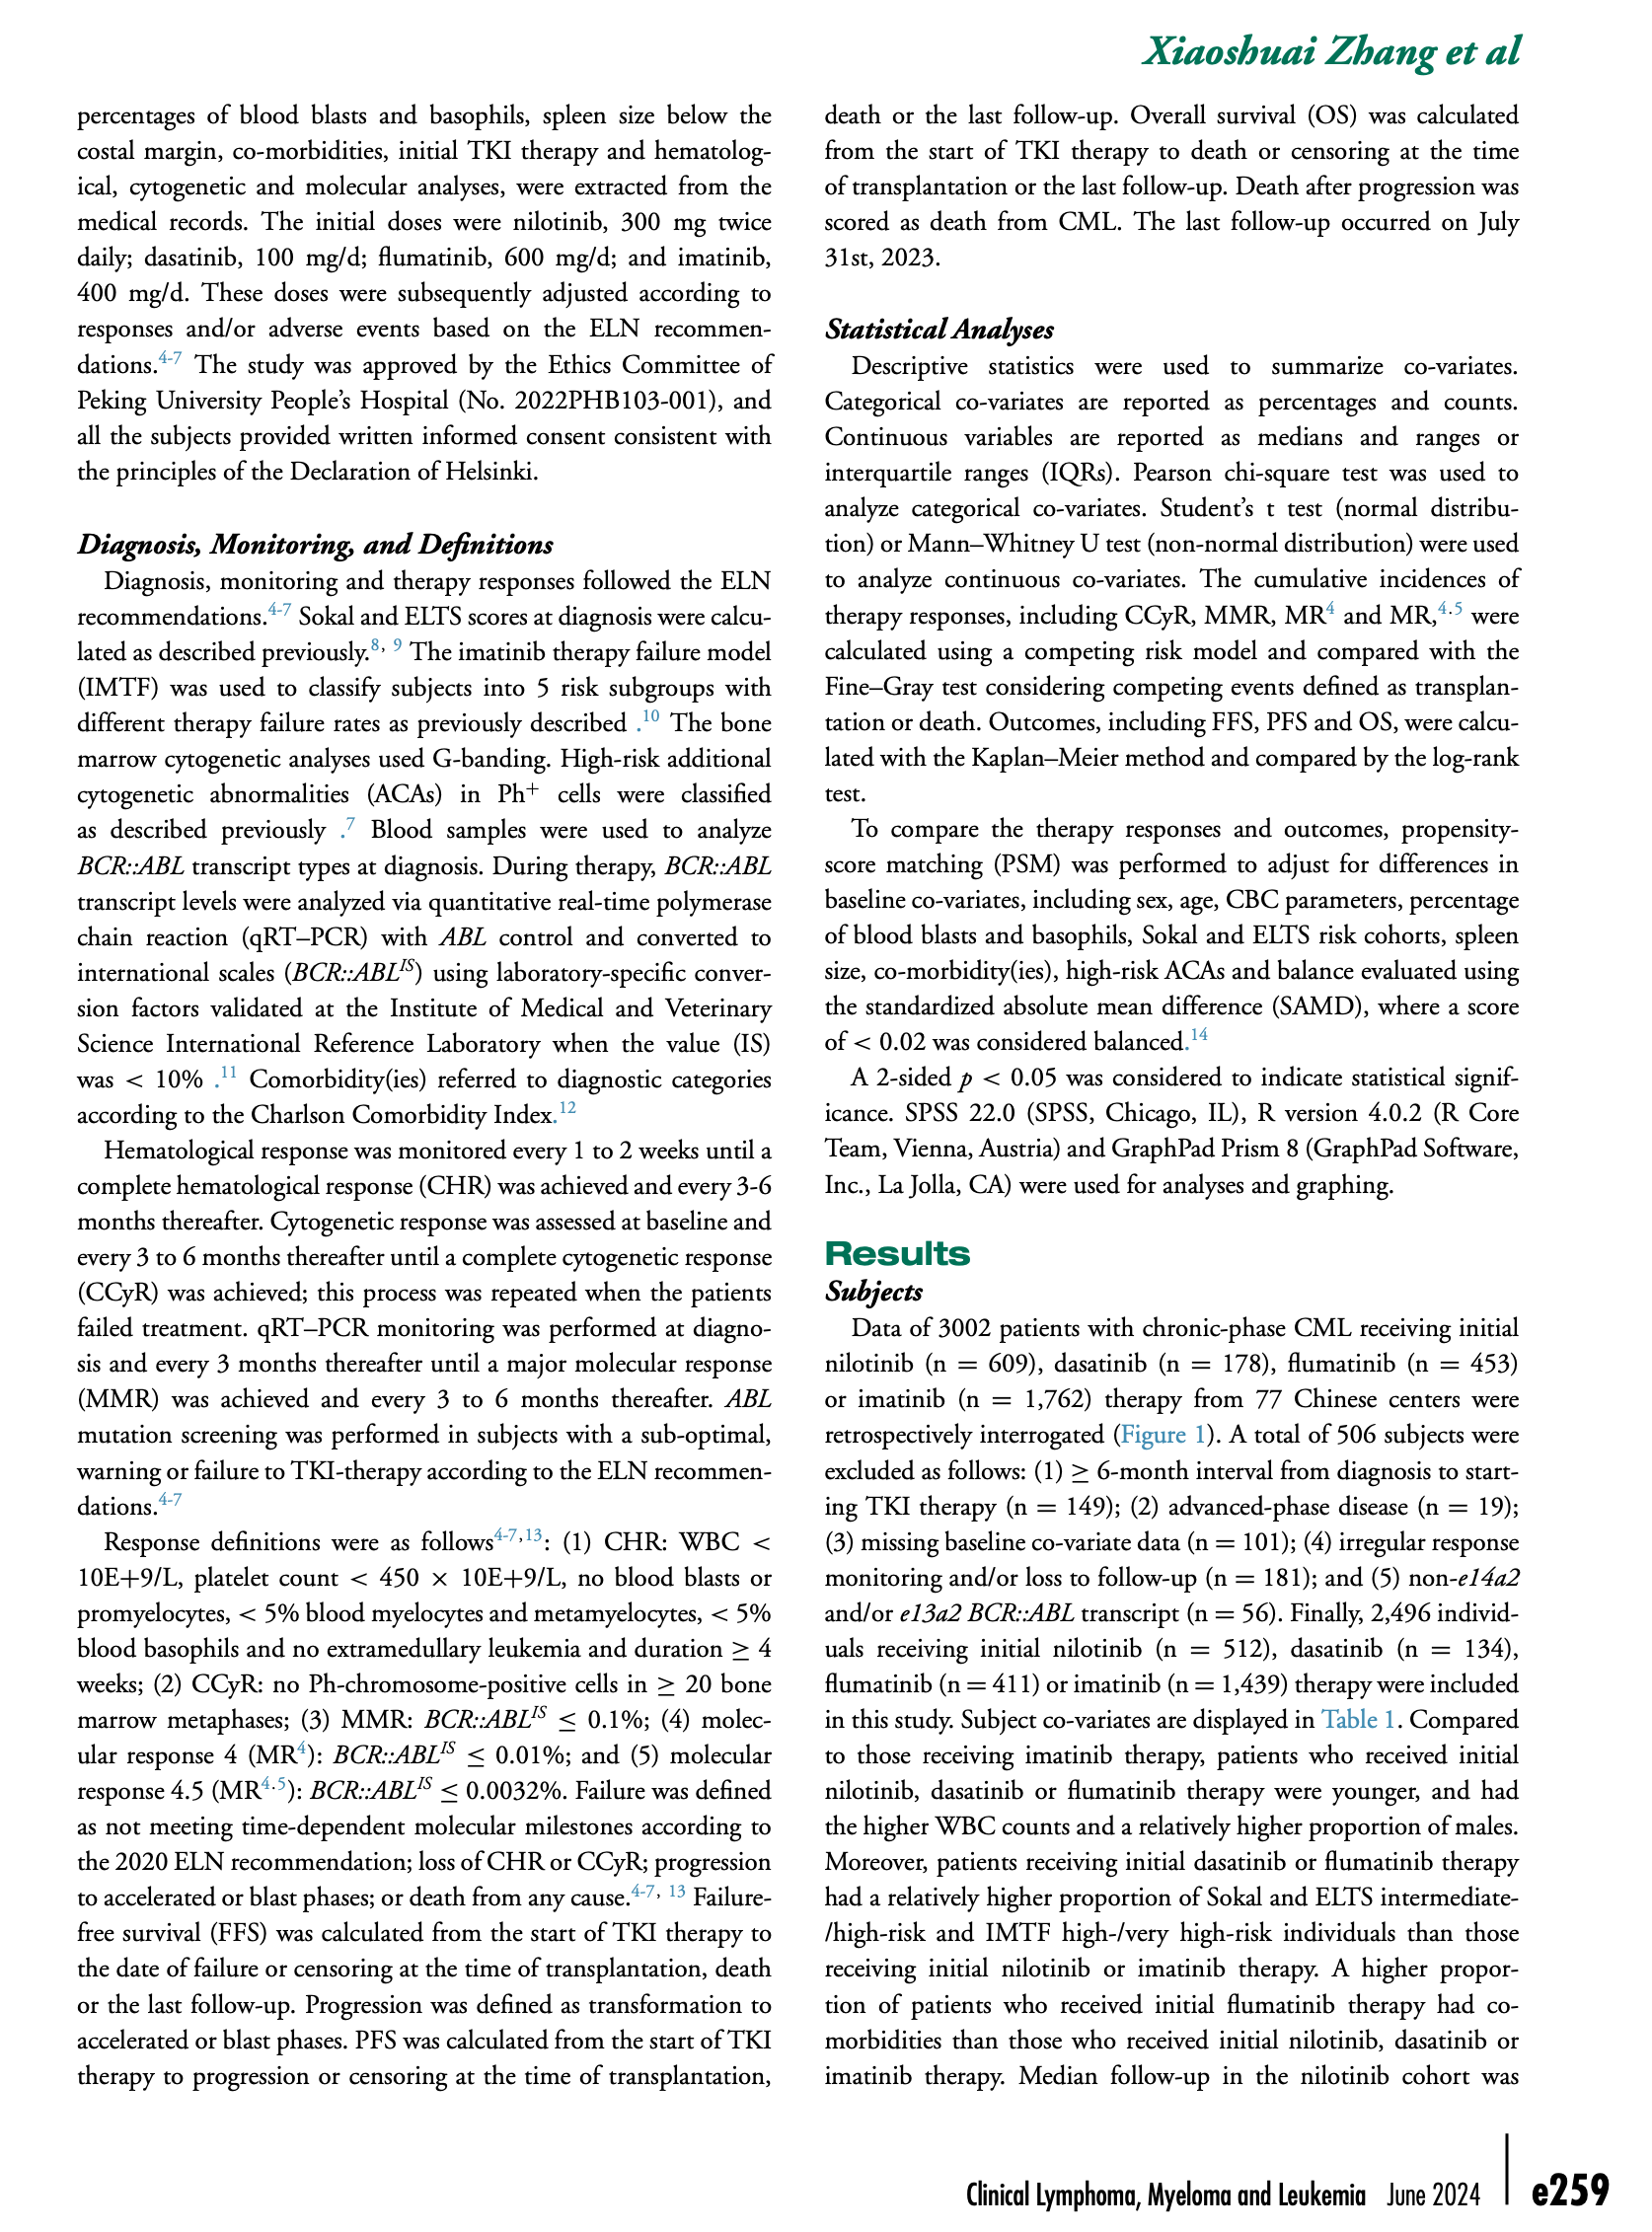 Xiaoshuai Zhang et al
percentages of blood blasts and basophils, spleen size below the
costal margin, co-morbidities, initial TKI therapy and hematolog-
ical, cytogenetic and molecular analyses, were extracted from the
medical records. The initial doses were nilotinib, 300 mg twice
daily; dasatinib, 100 mg/d; flumatinib, 600 mg/d; and imatinib,
400 mg/d. These doses were subsequently adjusted according to
responses and/or adverse events based on the ELN recommen-
dations.4-7 The study was approved by the Ethics Committee of
Peking University People's Hospital (No. 2022PHB103-001), and
all the subjects provided written informed consent consistent with
the principles of the Declaration of Helsinki.
Diagnosis, Monitoring, and Definitions
Diagnosis, monitoring and therapy responses followed the ELN
recommendations.4-7 Sokal and ELTS scores at diagnosis were calcu-
lated as described previously.8, 9 The imatinib therapy failure model
(IMTF) was used to classify subjects into 5 risk subgroups with
different therapy failure rates as previously described .10 The bone
marrow cytogenetic analyses used G-banding. High-risk additional
cytogenetic abnormalities (ACAs) in Ph+ cells were classified
as described previously .7 Blood samples were used to analyze
BCR::ABL transcript types at diagnosis. During therapy, BCR::ABL
transcript levels were analyzed via quantitative real-time polymerase
chain reaction (qRT–PCR) with ABL control and converted to
international scales (BCR::ABLIS) using laboratory-specific conver-
sion factors validated at the Institute of Medical and Veterinary
Science International Reference Laboratory when the value (IS)
was < 10% .11 Comorbidity(ies) referred to diagnostic categories
according to the Charlson Comorbidity Index.12
Hematological response was monitored every 1 to 2 weeks until a
complete hematological response (CHR) was achieved and every 3-6
months thereafter. Cytogenetic response was assessed at baseline and
every 3 to 6 months thereafter until a complete cytogenetic response
(CCyR) was achieved; this process was repeated when the patients
failed treatment. qRT–PCR monitoring was performed at diagno-
sis and every 3 months thereafter until a major molecular response
(MMR) was achieved and every 3 to 6 months thereafter. ABL
mutation screening was performed in subjects with a sub-optimal,
warning or failure to TKI-therapy according to the ELN recommen-
dations.4-7
Response definitions were as follows4-7,13: (1) CHR: WBC <
10E+9/L, platelet count < 450 × 10E+9/L, no blood blasts or
promyelocytes, < 5% blood myelocytes and metamyelocytes, < 5%
blood basophils and no extramedullary leukemia and duration ≥ 4
weeks; (2) CCyR: no Ph-chromosome-positive cells in ≥ 20 bone
marrow metaphases; (3) MMR: BCR::ABLIS ≤ 0.1%; (4) molec-
ular response 4 (MR4): BCR::ABLIS ≤ 0.01%; and (5) molecular
response 4.5 (MR4.5): BCR::ABLIS ≤ 0.0032%. Failure was defined
as not meeting time-dependent molecular milestones according to
the 2020 ELN recommendation; loss of CHR or CCyR; progression
to accelerated or blast phases; or death from any cause.4-7, 13 Failure-
free survival (FFS) was calculated from the start of TKI therapy to
the date of failure or censoring at the time of transplantation, death
or the last follow-up. Progression was defined as transformation to
accelerated or blast phases. PFS was calculated from the start of TKI
therapy to progression or censoring at the time of transplantation,
death or the last follow-up. Overall survival (OS) was calculated
from the start of TKI therapy to death or censoring at the time
of transplantation or the last follow-up. Death after progression was
scored as death from CML. The last follow-up occurred on July
31st, 2023.
Statistical Analyses
Descriptive statistics were used to summarize co-variates.
Categorical co-variates are reported as percentages and counts.
Continuous variables are reported as medians and ranges or
interquartile ranges (IQRs). Pearson chi-square test was used to
analyze categorical co-variates. Student's t test (normal distribu-
tion) or Mann–Whitney U test (non-normal distribution) were used
to analyze continuous co-variates. The cumulative incidences of
therapy responses, including CCyR, MMR, MR4 and MR,4.5 were
calculated using a competing risk model and compared with the
Fine–Gray test considering competing events defined as transplan-
tation or death. Outcomes, including FFS, PFS and OS, were calcu-
lated with the Kaplan–Meier method and compared by the log-rank
test.
To compare the therapy responses and outcomes, propensity-
score matching (PSM) was performed to adjust for differences in
baseline co-variates, including sex, age, CBC parameters, percentage
of blood blasts and basophils, Sokal and ELTS risk cohorts, spleen
size, co-morbidity(ies), high-risk ACAs and balance evaluated using
the standardized absolute mean difference (SAMD), where a score
of < 0.02 was considered balanced.14
A 2-sided p < 0.05 was considered to indicate statistical signif-
icance. SPSS 22.0 (SPSS, Chicago, IL), R version 4.0.2 (R Core
Team, Vienna, Austria) and GraphPad Prism 8 (GraphPad Software,
Inc., La Jolla, CA) were used for analyses and graphing.
Results
Subjects
Data of 3002 patients with chronic-phase CML receiving initial
nilotinib (n = 609), dasatinib (n = 178), flumatinib (n = 453)
or imatinib (n = 1,762) therapy from 77 Chinese centers were
retrospectively interrogated (Figure 1). A total of 506 subjects were
excluded as follows: (1) ≥ 6-month interval from diagnosis to start-
ing TKI therapy (n = 149); (2) advanced-phase disease (n = 19);
(3) missing baseline co-variate data (n = 101); (4) irregular response
monitoring and/or loss to follow-up (n = 181); and (5) non-e14a2
and/or e13a2 BCR::ABL transcript (n = 56). Finally, 2,496 individ-
uals receiving initial nilotinib (n = 512), dasatinib (n = 134),
flumatinib (n = 411) or imatinib (n = 1,439) therapy were included
in this study. Subject co-variates are displayed in Table 1. Compared
to those receiving imatinib therapy, patients who received initial
nilotinib, dasatinib or flumatinib therapy were younger, and had
the higher WBC counts and a relatively higher proportion of males.
Moreover, patients receiving initial dasatinib or flumatinib therapy
had a relatively higher proportion of Sokal and ELTS intermediate-
/high-risk and IMTF high-/very high-risk individuals than those
receiving initial nilotinib or imatinib therapy. A higher propor-
tion of patients who received initial flumatinib therapy had co-
morbidities than those who received initial nilotinib, dasatinib or
imatinib therapy. Median follow-up in the nilotinib cohort was
Clinical Lymphoma, Myeloma and Leukemia June 2024 e259